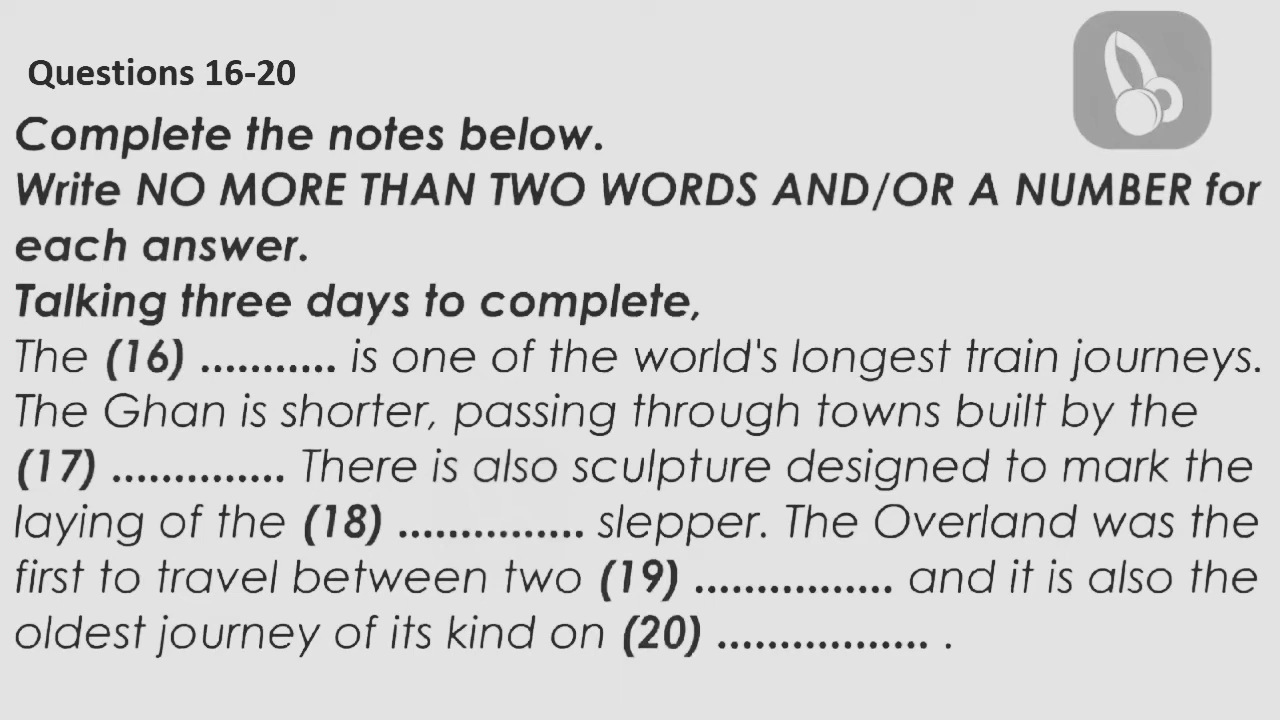 Questions 16-20
Complete the notes below.
Write NO MORE THAN TWO WORDS AND/OR A NUMBER for
each answer.
Talking three days to complete,
The (16) ........... is one of the world's longest train journeys.
The Ghan is shorter, passing through towns built by the
(17) .............. There is also sculpture designed to mark the
laying of the (18) ............... slepper. The Overland was the
first to travel between two (19) ................ and it is also the
oldest journey of its kind on (20) ................. .